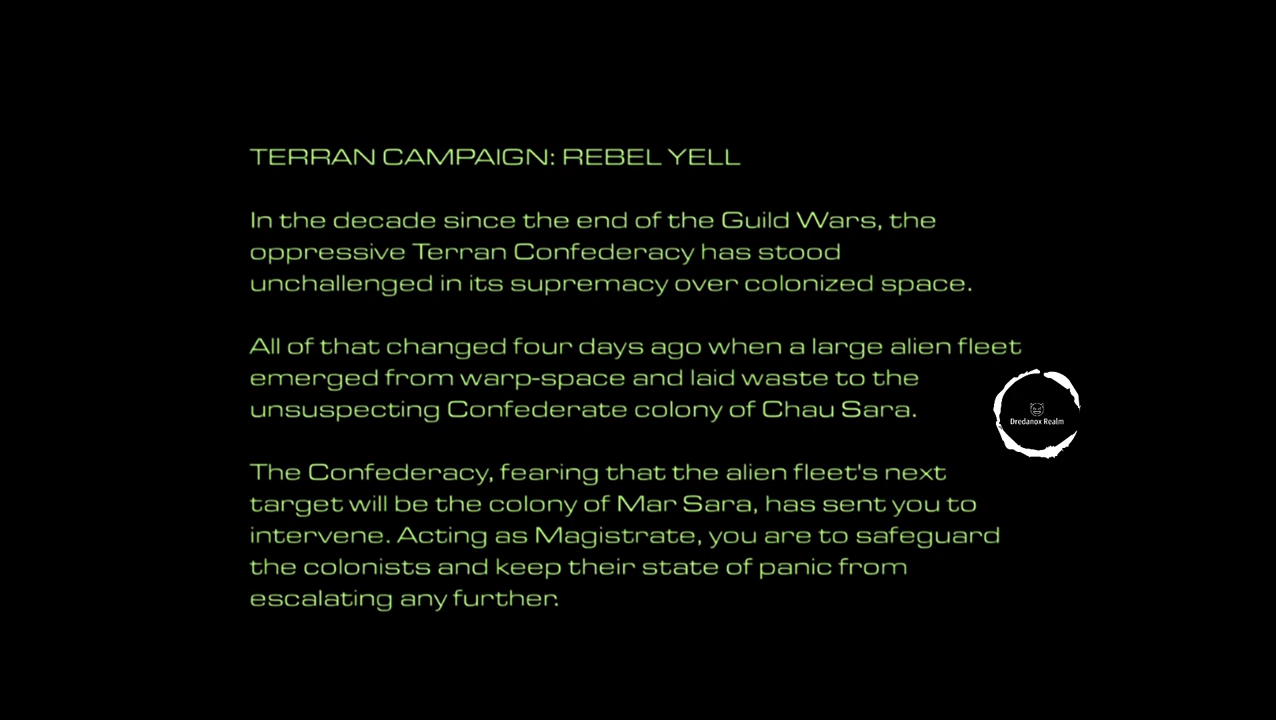 TERRAN CAMPAIGN: REBEL YELL
In the decade since the end of the Guild Wars, the
oppressive Terran Confederacy has stood
unchallenged in its supremacy over colonized space.
All of that changed four days ago when a large alien fleet
emerged from warp-space and laid waste to the
unsuspecting Confederate colony of Chau Sara.
Dredanox Realm
The Confederacy, fearing that the alien fleet's next
target will be the colony of Mar Sara, has sent you to
intervene. Acting as Magistrate, you are to safeguard
the colonists and keep their state of panic from
escalating any further.